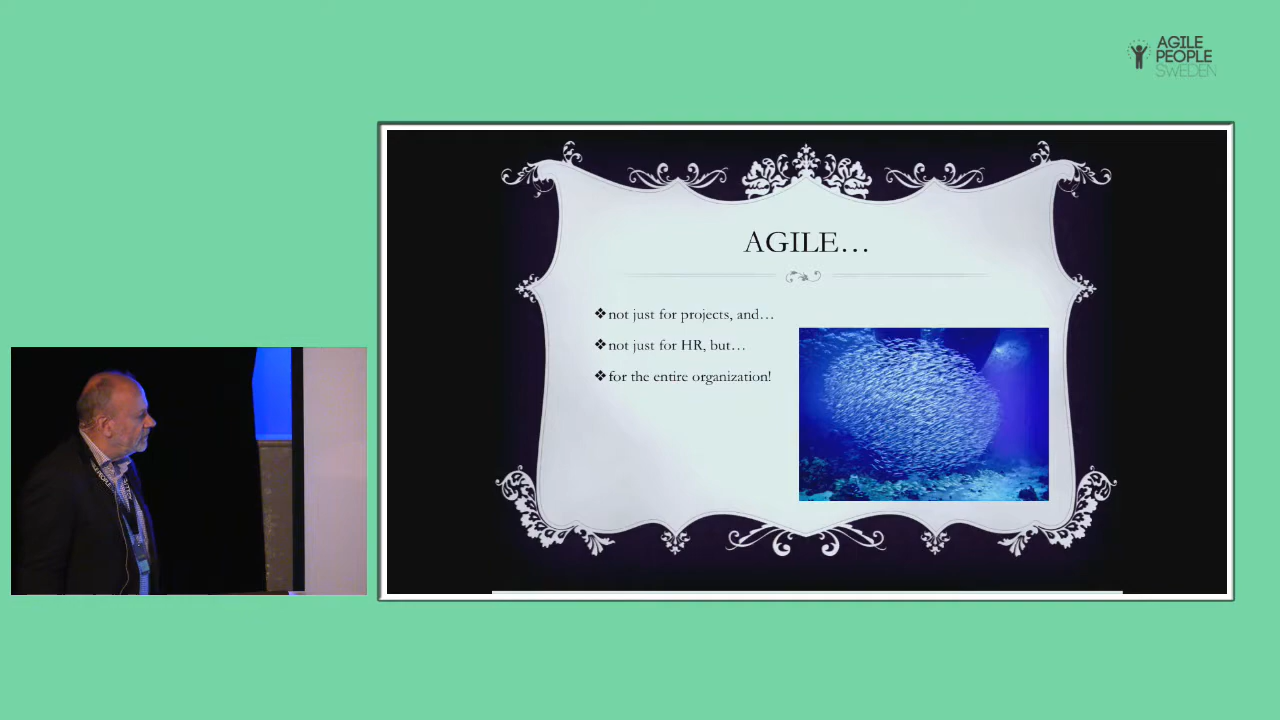 AGILE
PEOPLE
SWEDEN
AGILE…
❖not just for projects, and…
❖not just for HR, but…
❖for the entire organization!